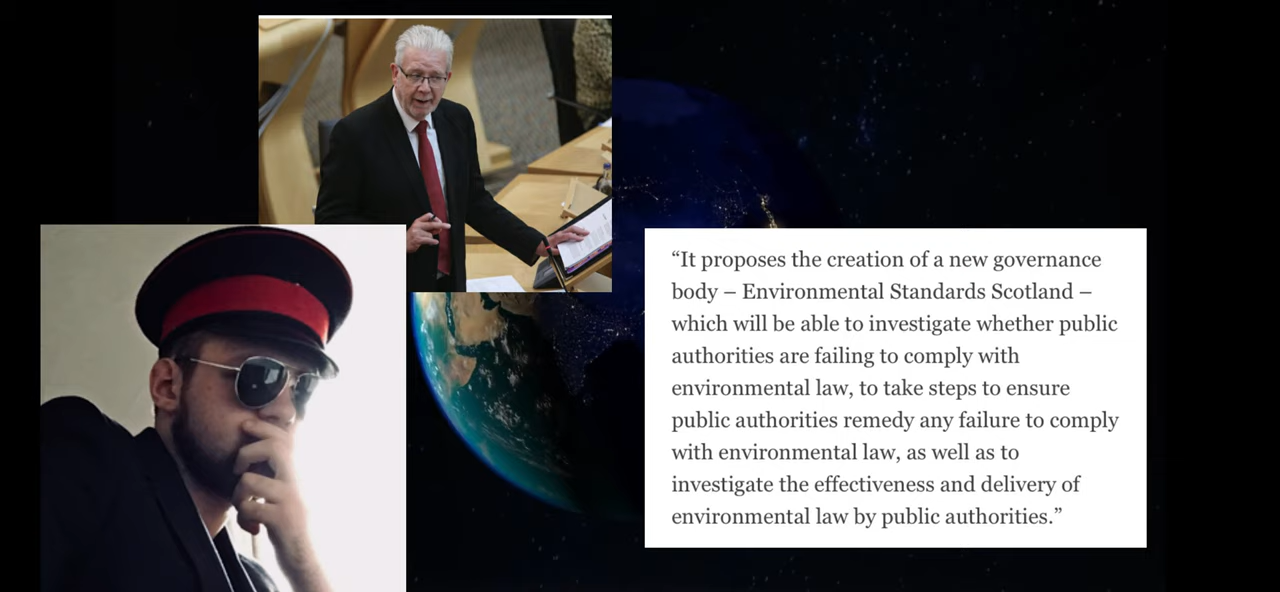 “It proposes the creation of a new governance
body – Environmental Standards Scotland –
which will be able to investigate whether public
authorities are failing to comply with
environmental law, to take steps to ensure
public authorities remedy any failure to comply
with environmental law, as well as to
investigate the effectiveness and delivery of
environmental law by public authorities.”